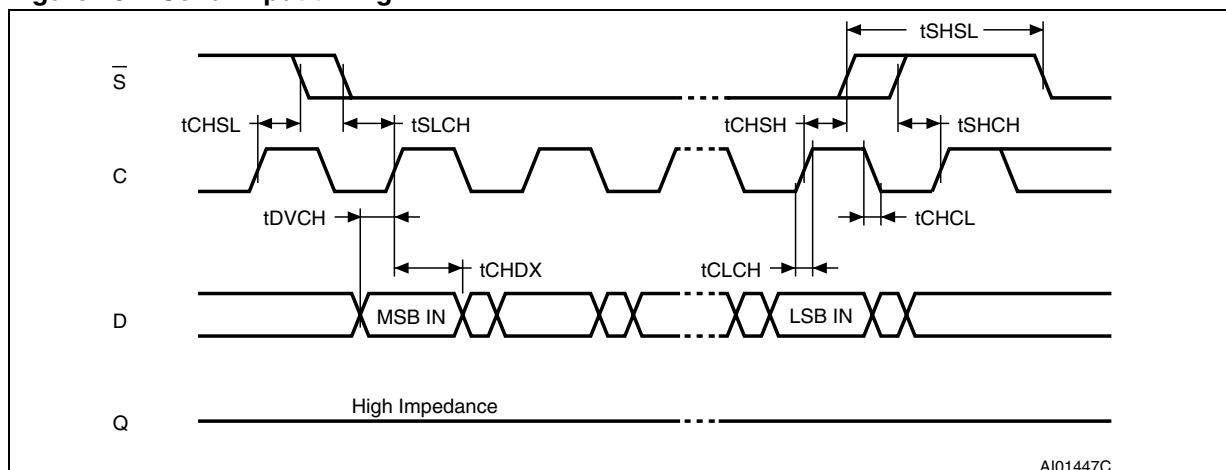 tSHSL
S
tCHSL
tSLCH
tCHSH
tSHCH
C
tDVCH
tCHCL
tCHDX
tCLCH
D
MSB IN
LSB IN
High Impedance
Q
AI01447C